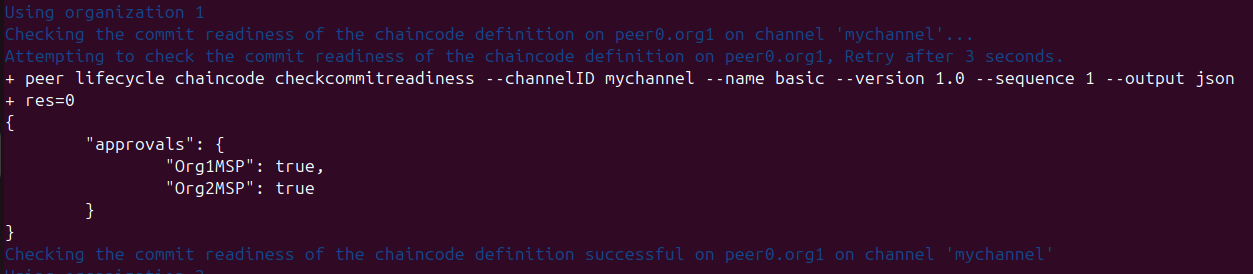 Using organization 1
Checking the commit readiness of the chaincode definition on peer0.org1 on channel 'mychannel'...
Attempting to check the commit readiness of the chaincode definition on peer0.org1, Retry after 3 seconds.
+ peer lifecycle chaincode checkcommitreadiness --channelID mychannel --name basic --version 1.0 --sequence 1 --output json
+ res=0
{
        "approvals": {
                "Org1MSP": true,
                "Org2MSP": true
        }
}
Checking the commit readiness of the chaincode definition successful on peer0.org1 on channel 'mychannel'
Using organization 2